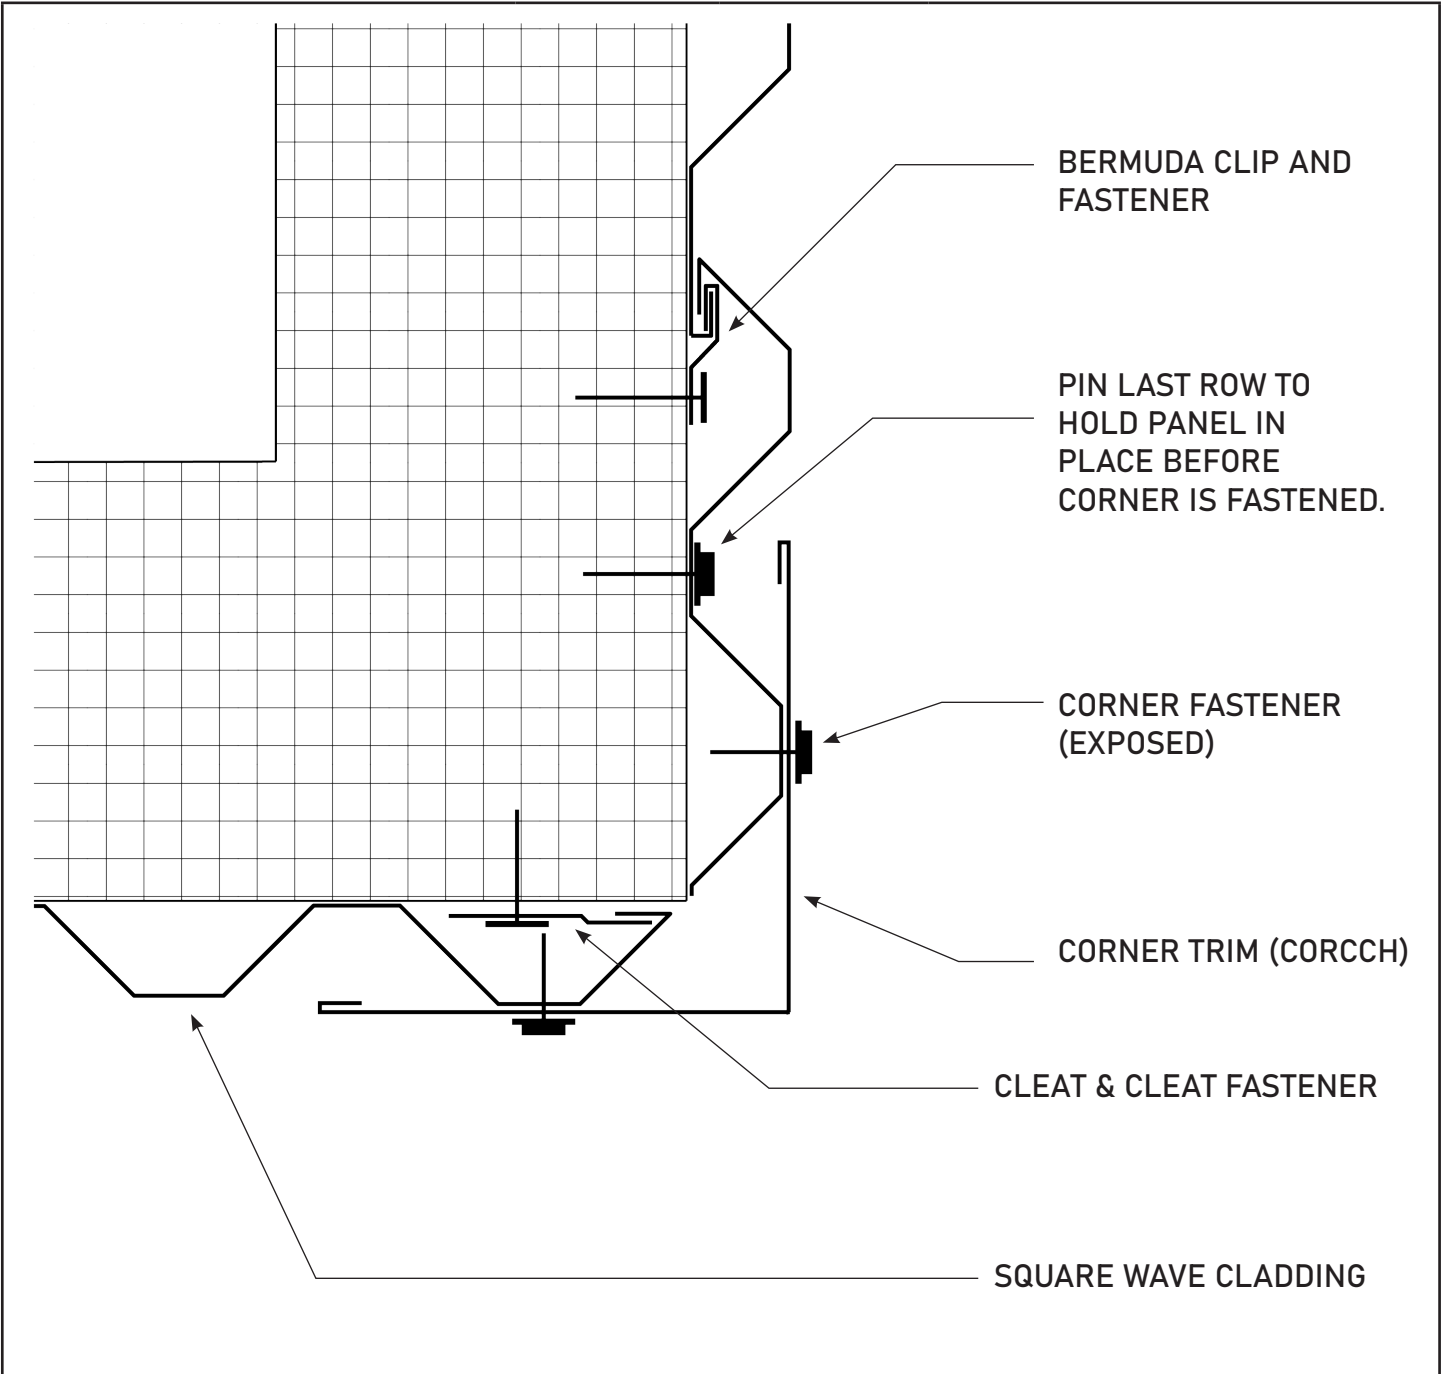 BERMUDA CLIP AND
FASTENER
PIN LAST ROW TO
HOLD PANEL IN
PLACE BEFORE
CORNER IS FASTENED.
CORNER FASTENER
(EXPOSED)
CORNER TRIM (CORCCH)
CLEAT & CLEAT FASTENER
SQUARE WAVE CLADDING